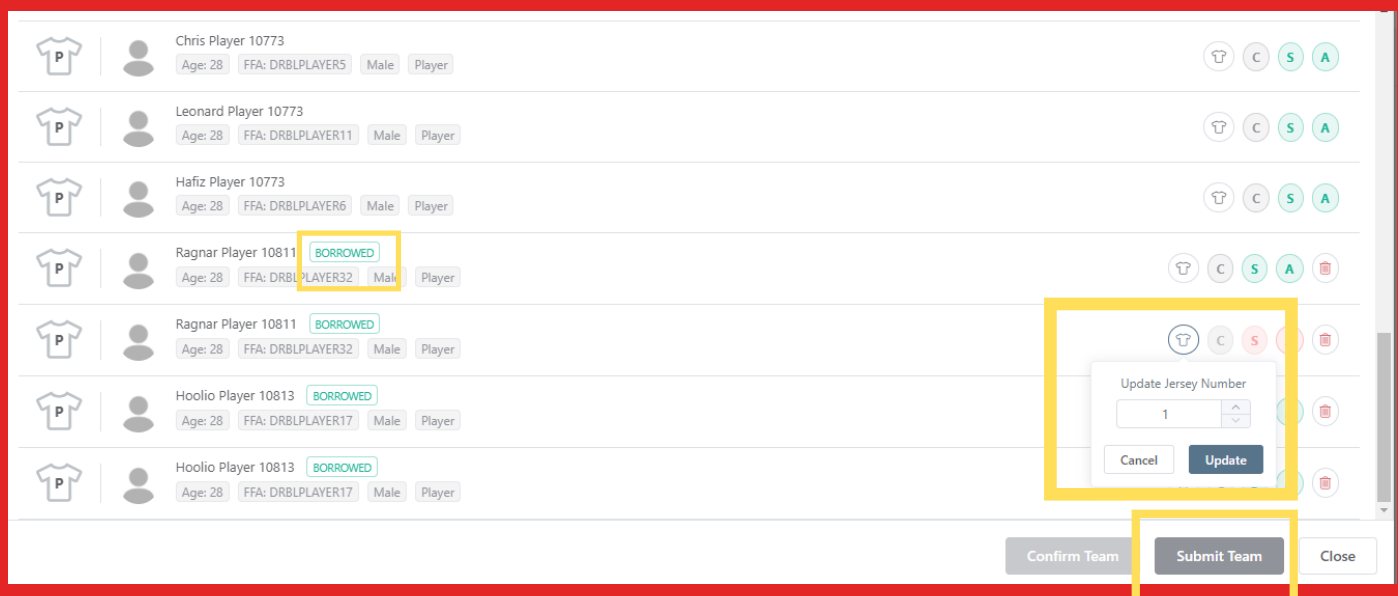 Chris Player 10773
P
Age: 28 FFA: DRBLPLAYER5 Male Player
C S A
Leonard Player 10773
P
Age: 28 FFA: DRBLPLAYER11 Male Player
C S A
Hafiz Player 10773
P
Age: 28 FFA: DRBLPLAYER6 Male Player
C S A
Ragnar Player 10811 BORROWED
P
Age: 28 FFA: DRBLPLAYER32 Male Player
C S A
Ragnar Player 10811 BORROWED
P
Age: 28 FFA: DRBLPLAYER32 Male Player
C S
Update Jersey Number
1
Cancel Update
Hoolio Player 10813 BORROWED
P
Age: 28 FFA: DRBLPLAYER17 Male Player
Hoolio Player 10813 BORROWED
P
Age: 28 FFA: DRBLPLAYER17 Male Player
Confirm Team Submit Team Close